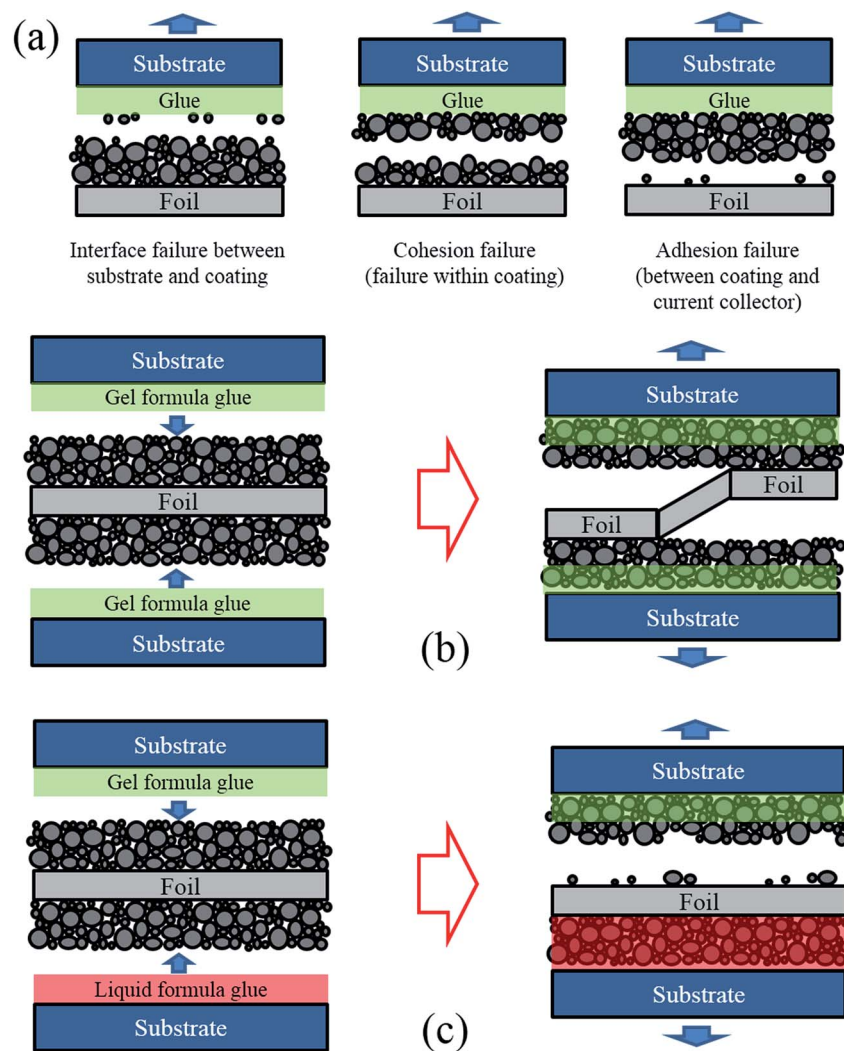 (a)
Substrate
Glue
Foil
Interface failure between
substrate and coating
Substrate
Glue
Foil
Cohesion failure
(failure within coating)
Substrate
Glue
Foil
Adhesion failure
(between coating and
current collector)
Substrate
Gel formula glue
Foil
Gel formula glue
Substrate
Substrate
Foil
Foil
Substrate
(b)
Substrate
Gel formula glue
Foil
Liquid formula glue
Substrate
Substrate
Foil
Substrate
(c)